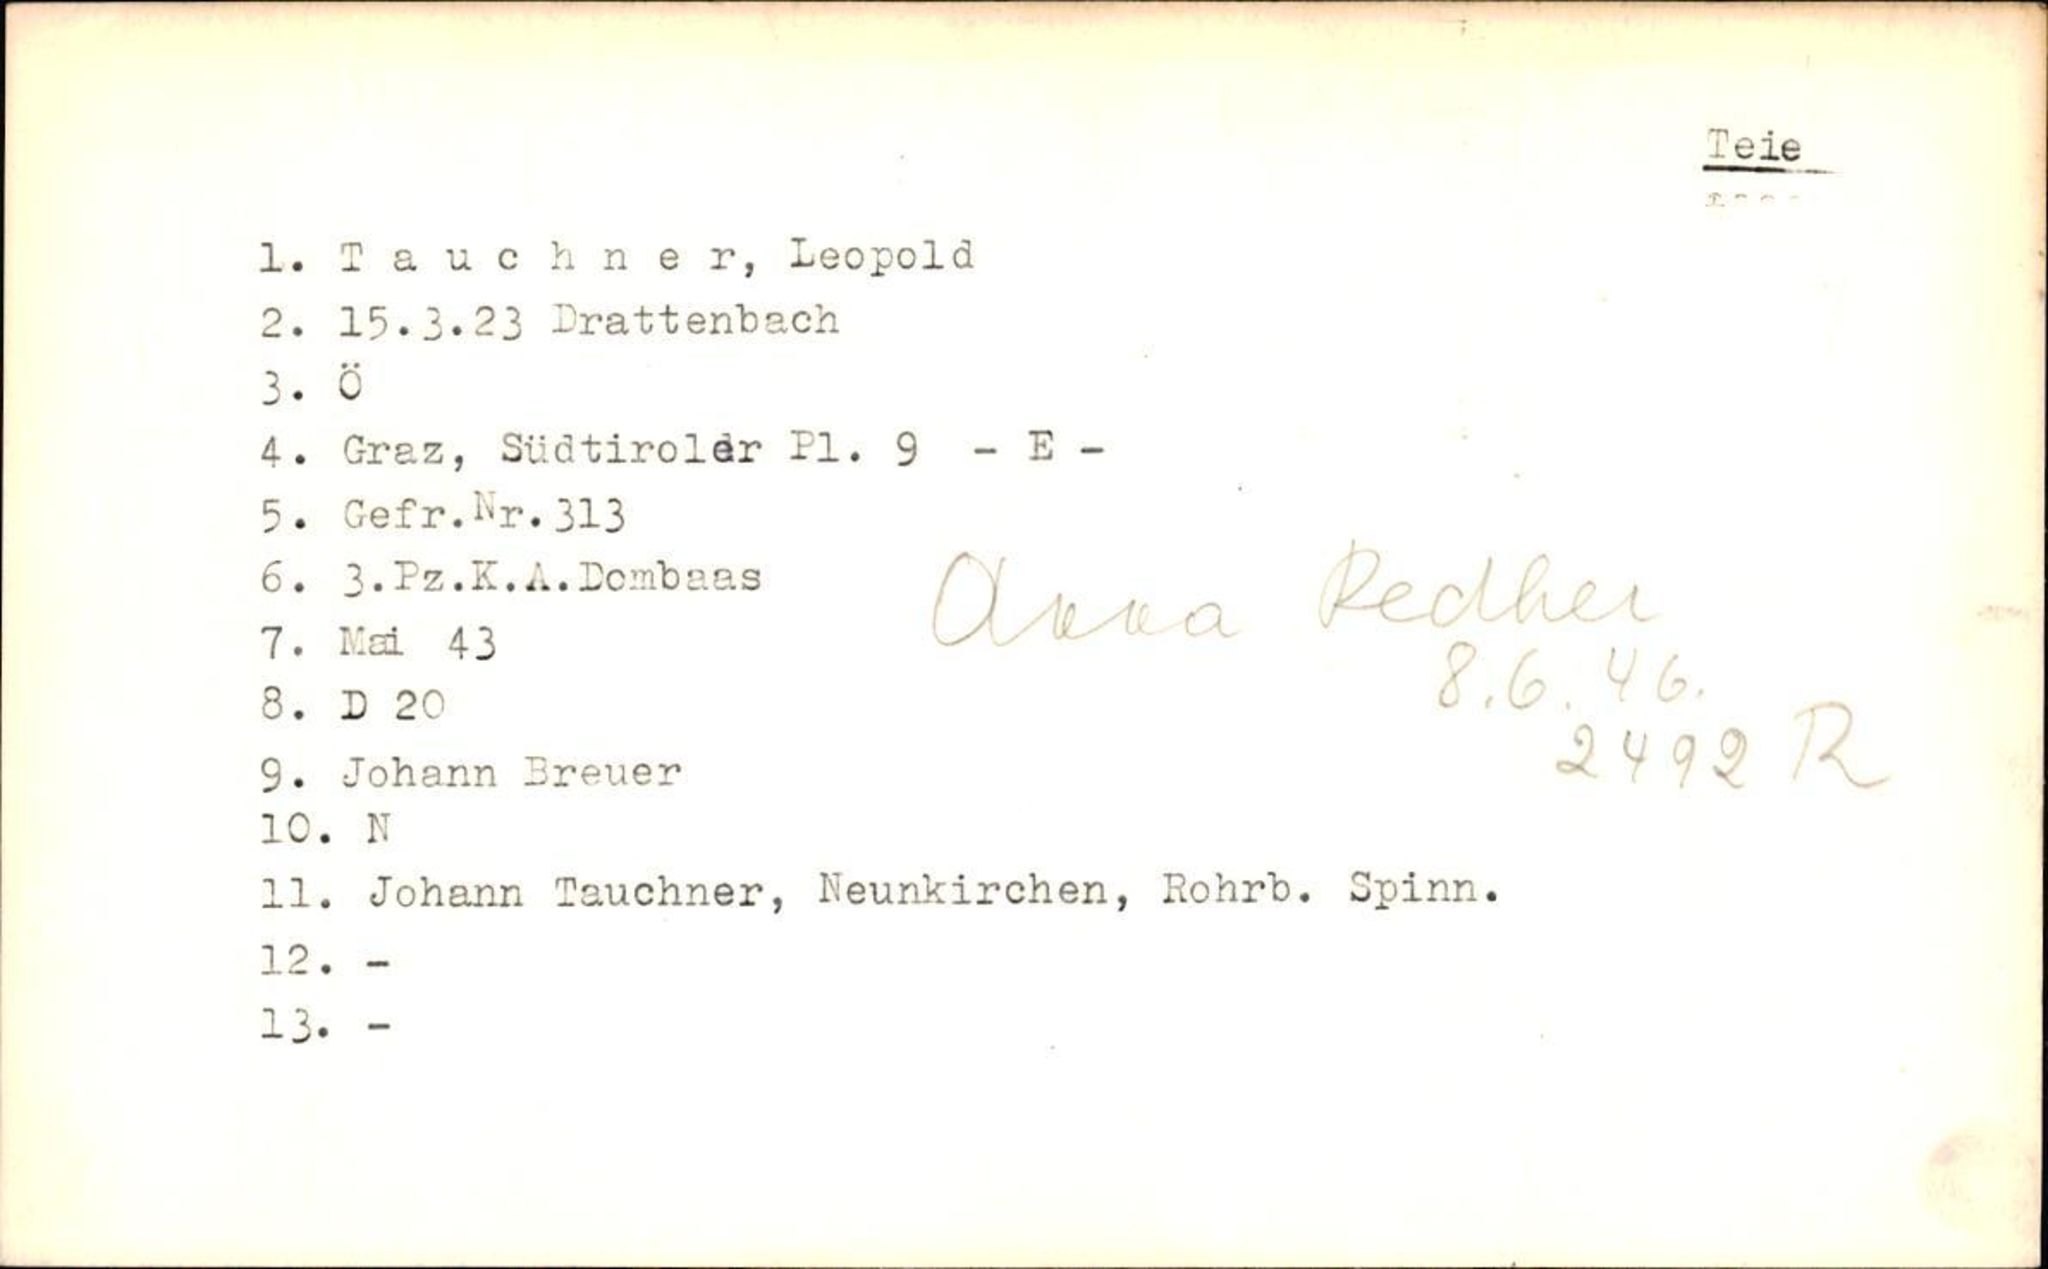 Teie
1. T a u c h n e r, Leopold
2. 15.3.23 Drattenbach
3. Ö
4. Graz, Südtiroler Pl. 9 - E -
5. Gefr.Nr.313
6. 3.Pz.K.A.Dombaas
7. Mai 43
8. D 20
9. Johann Breuer
10. N
11. Johann Tauchner, Neunkirchen, Rohrb. Spinn.
12. -
13. -
Anna Redher
8.6.46.
2492 R